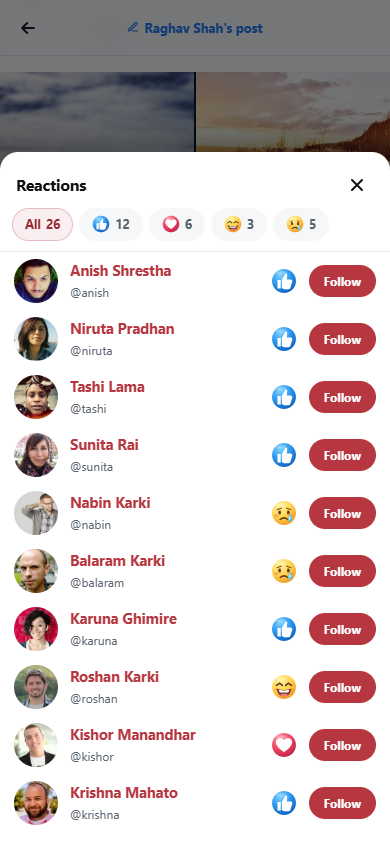 Raghav Shah's post
Reactions
All 26
12
6
3
5
Anish Shrestha
@anish
Follow
Niruta Pradhan
@niruta
Follow
Tashi Lama
@tashi
Follow
Sunita Rai
@sunita
Follow
Nabin Karki
@nabin
Follow
Balaram Karki
@balaram
Follow
Karuna Ghimire
@karuna
Follow
Roshan Karki
@roshan
Follow
Kishor Manandhar
@kishor
Follow
Krishna Mahato
@krishna
Follow